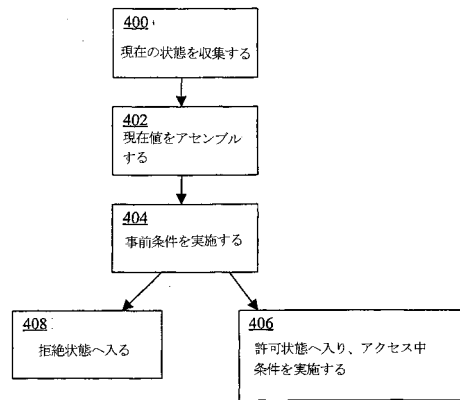 400
現在の状態を収集する
402
現在値をアセンブル
する
404
事前条件を実施する
408
拒絶状態へ入る
406
許可状態へ入り、アクセス中
条件を実施する